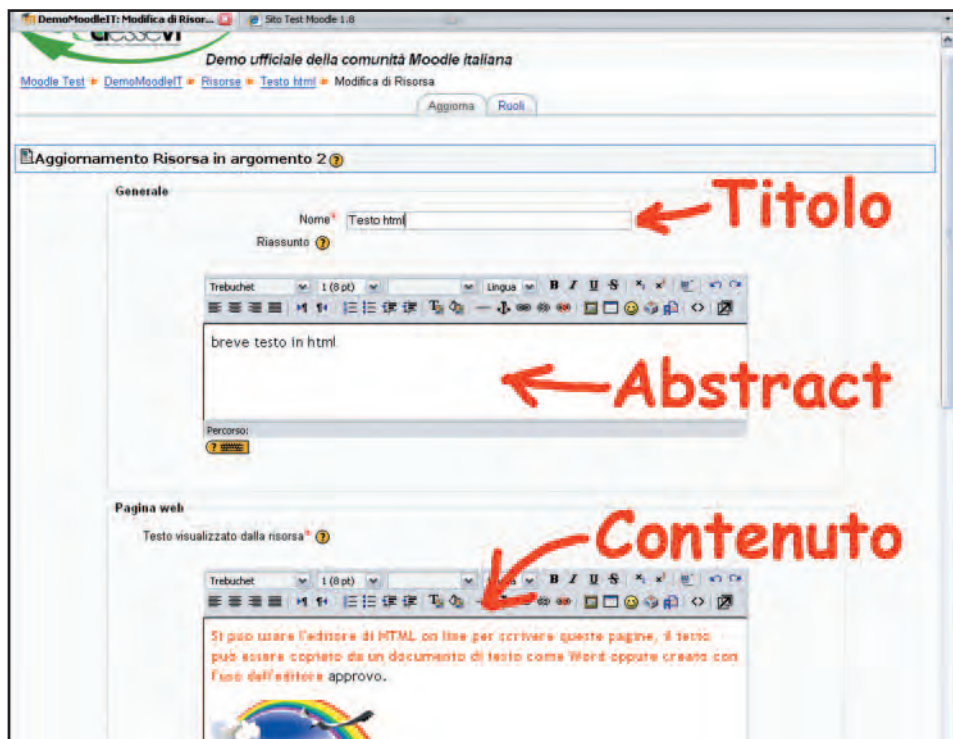 DemoMoodleIT: Modifica di Risor... Sito Test Moodle 1.8
Demo ufficiale della comunità Moodle italiana
Moodle Test DemoMoodleIT Risorse Testo html Modifica di Risorsa
Aggiorna Ruoli
Aggiornamento Risorsa in argomento 2
Generale
Titolo
Nome* Testo html
Riassunto
Trebuchet 1 (8 pt) Lingua B I U S
breve testo in html
Abstract
Percorso:
Pagina web
Contenuto
Testo visualizzato dalla risorsa*
Trebuchet 1 (8 pt) B I U S
Si può usare l'editore di HTML on line per scrivere queste pagine, il testo
può essere copiato da un documento di testo come Word oppure creato con
l'uso dell'editore approvo.